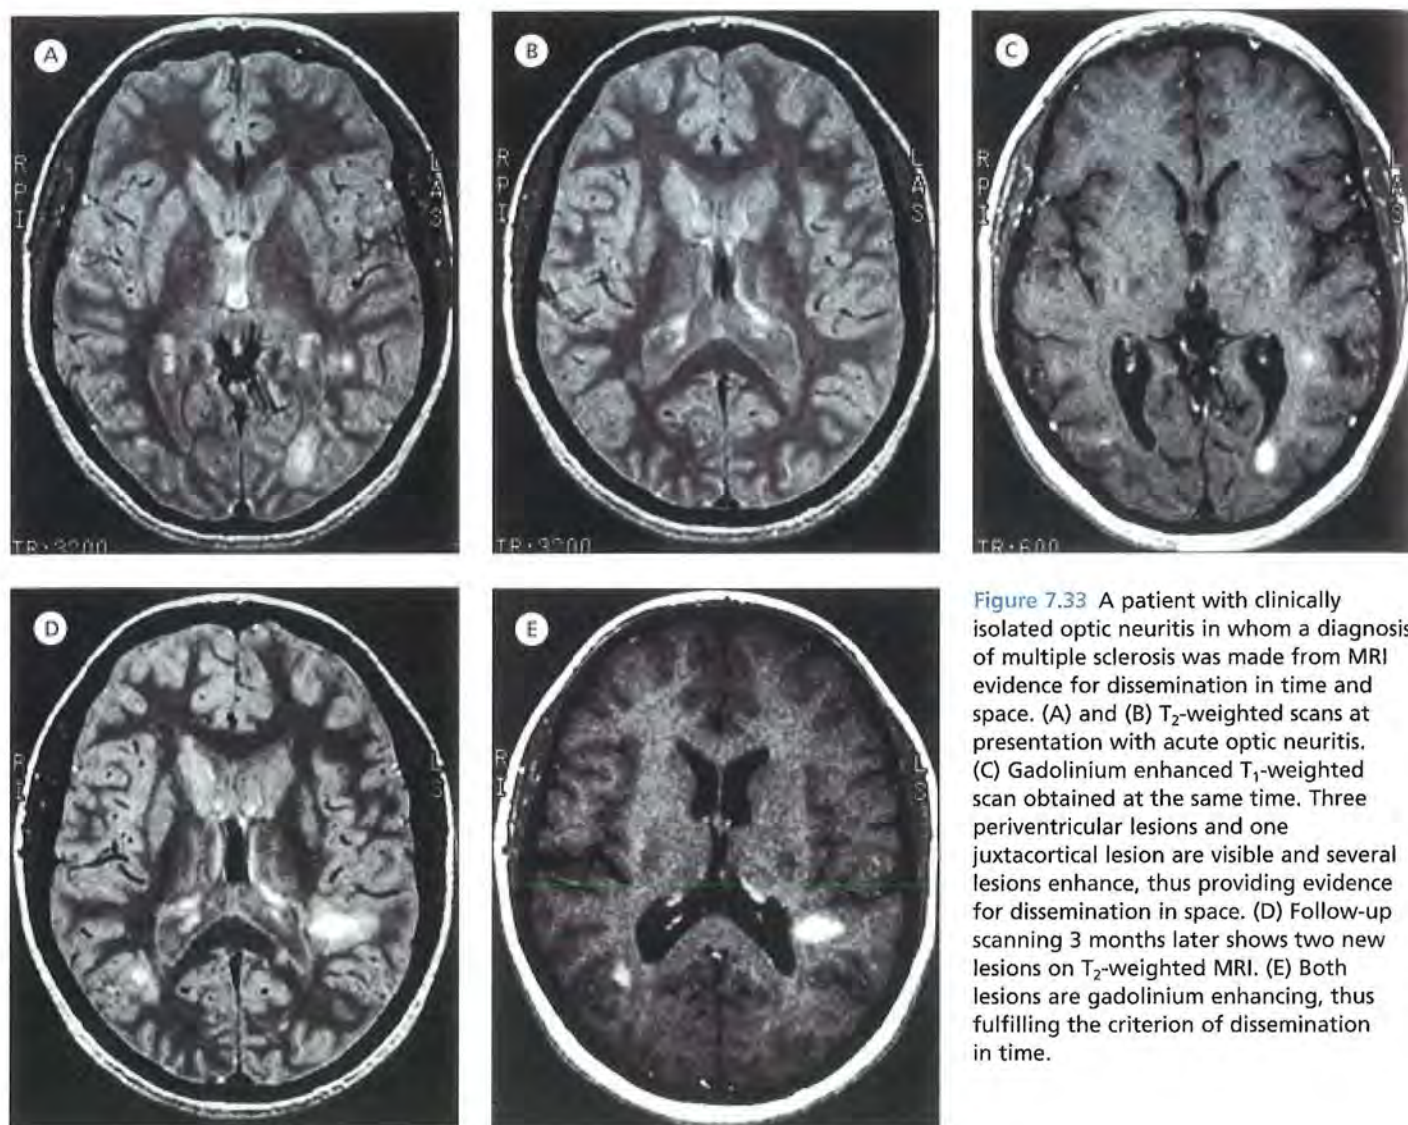 A
R
P
I
L
A
S
B
R
P
I
L
A
S
C
R
P
I
L
A
S
TR:600
D
R
I
L
S
E
R
I
L
S
Figure 7.33 A patient with clinically
isolated optic neuritis in whom a diagnosis
of multiple sclerosis was made from MRI
evidence for dissemination in time and
space. (A) and (B) T₂-weighted scans at
presentation with acute optic neuritis.
(C) Gadolinium enhanced T₁-weighted
scan obtained at the same time. Three
periventricular lesions and one
juxtacortical lesion are visible and several
lesions enhance, thus providing evidence
for dissemination in space. (D) Follow-up
scanning 3 months later shows two new
lesions on T₂-weighted MRI. (E) Both
lesions are gadolinium enhancing, thus
fulfilling the criterion of dissemination
in time.